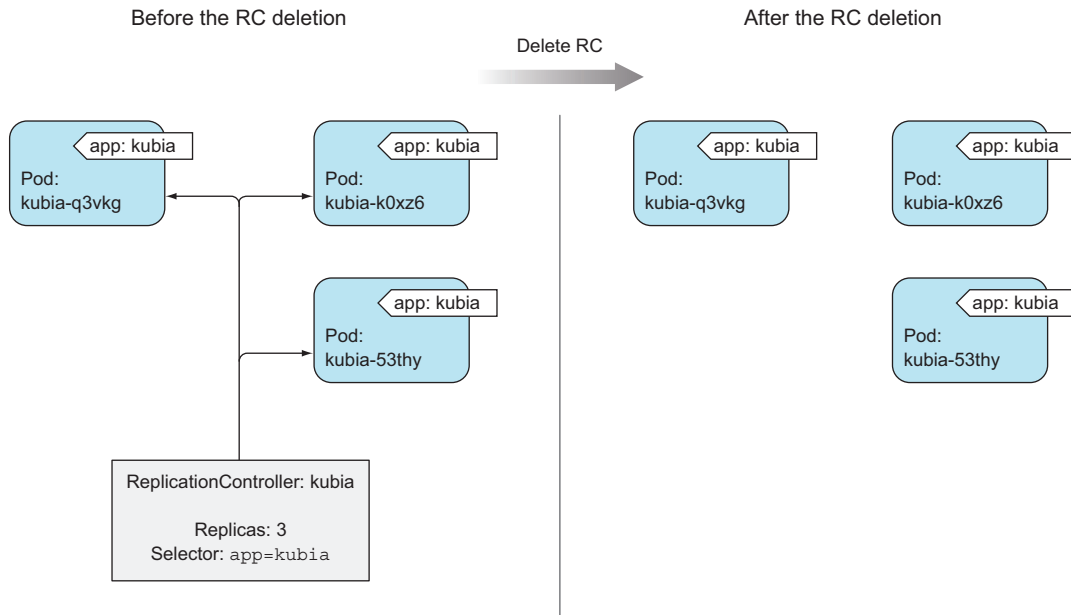 Before the RC deletion
After the RC deletion
Delete RC
app: kubia
Pod:
kubia-q3vkg
app: kubia
Pod:
kubia-k0xz6
app: kubia
Pod:
kubia-53thy
ReplicationController: kubia
Replicas: 3
Selector: app=kubia
app: kubia
Pod:
kubia-q3vkg
app: kubia
Pod:
kubia-k0xz6
app: kubia
Pod:
kubia-53thy